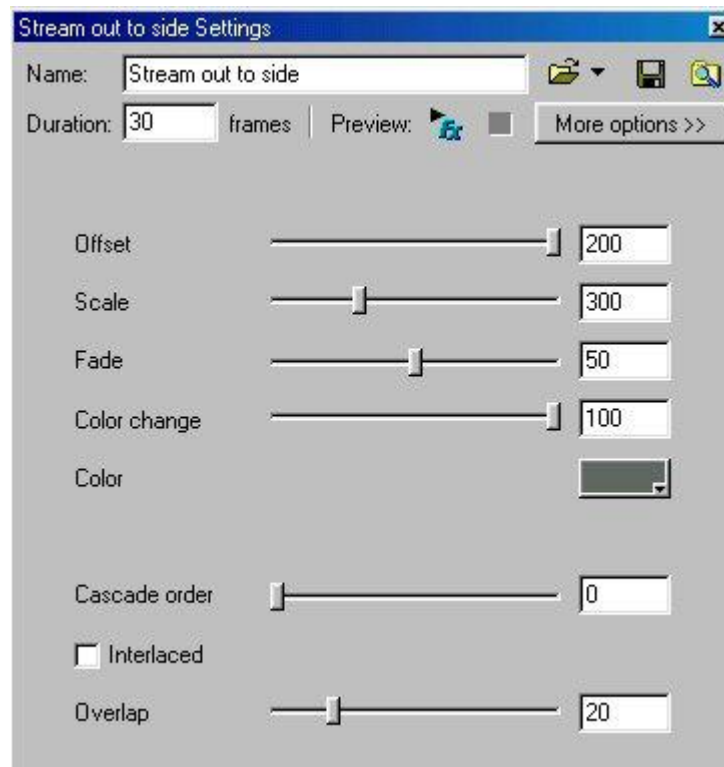 Stream out to side Settings
Name: Stream out to side
Duration: 30 frames Preview: fx More options >>
Offset 200
Scale 300
Fade 50
Color change 100
Color
Cascade order 0
Interlaced
Overlap 20